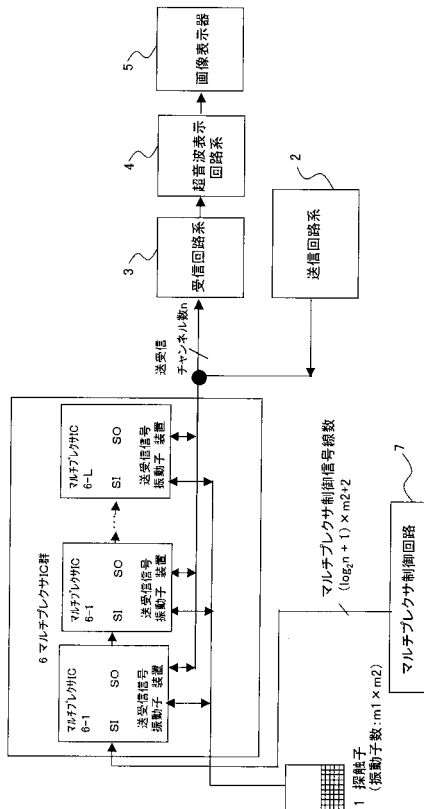 6 マルチプレクサIC群
マルチプレクサIC
6-1
SI SO
送受信信号
振動子 装置
マルチプレクサIC
6-1
SI SO
送受信信号
振動子 装置
…
マルチプレクサIC
6-L
SI SO
送受信信号
振動子 装置
送受信
チャンネル数n
3
受信回路系
4
超音波表示
回路系
5
画像表示器
2
送信回路系
マルチプレクサ制御信号線数
(log₂n + 1) × m2+2
7
マルチプレクサ制御回路
1 探触子
(振動子数:m1×m2)